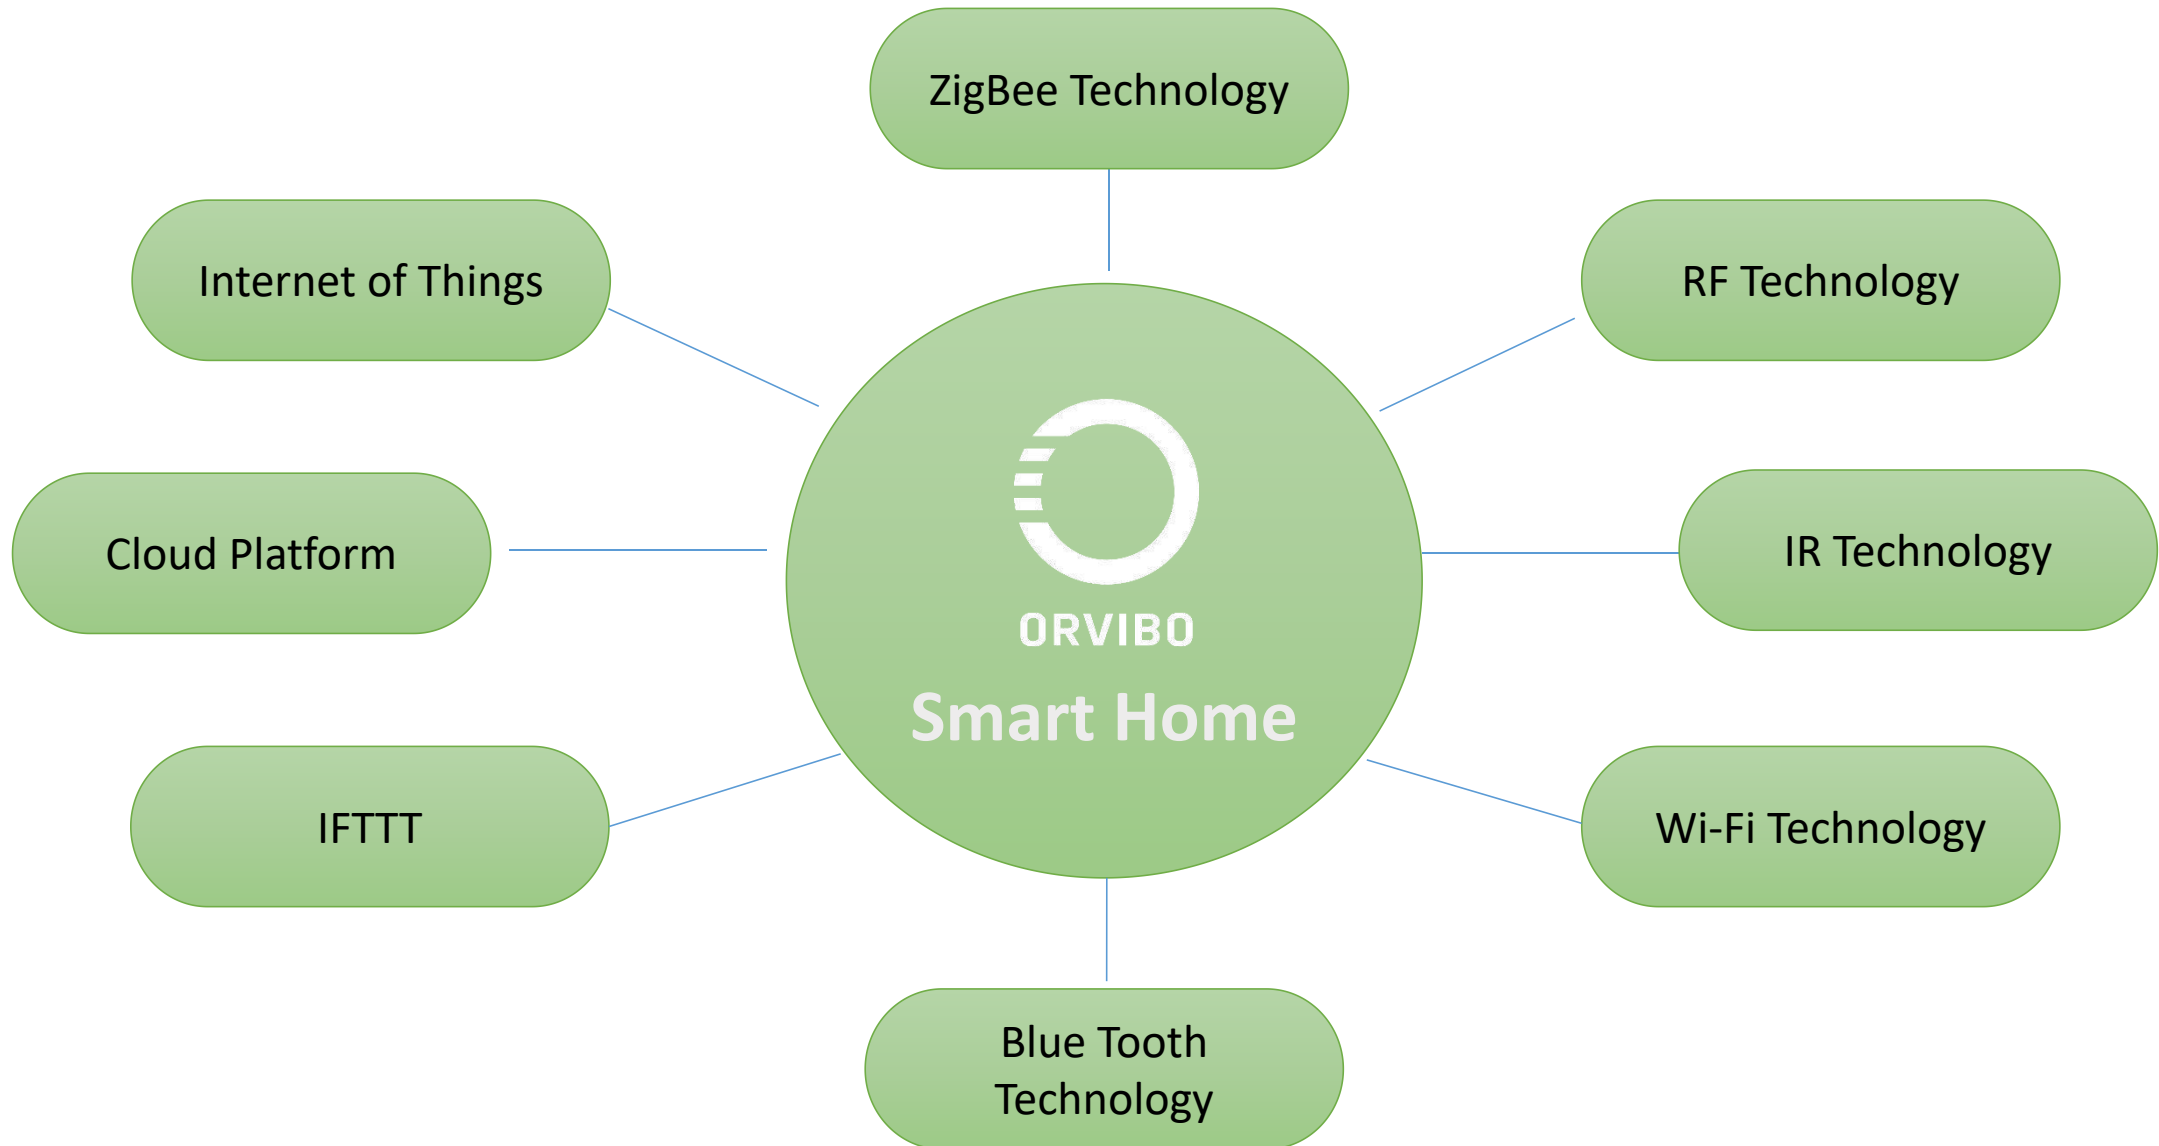 ZigBee Technology
Internet of Things
RF Technology
Cloud Platform
IR Technology
ORVIBO
Smart Home
IFTTT
Wi-Fi Technology
Blue Tooth
Technology